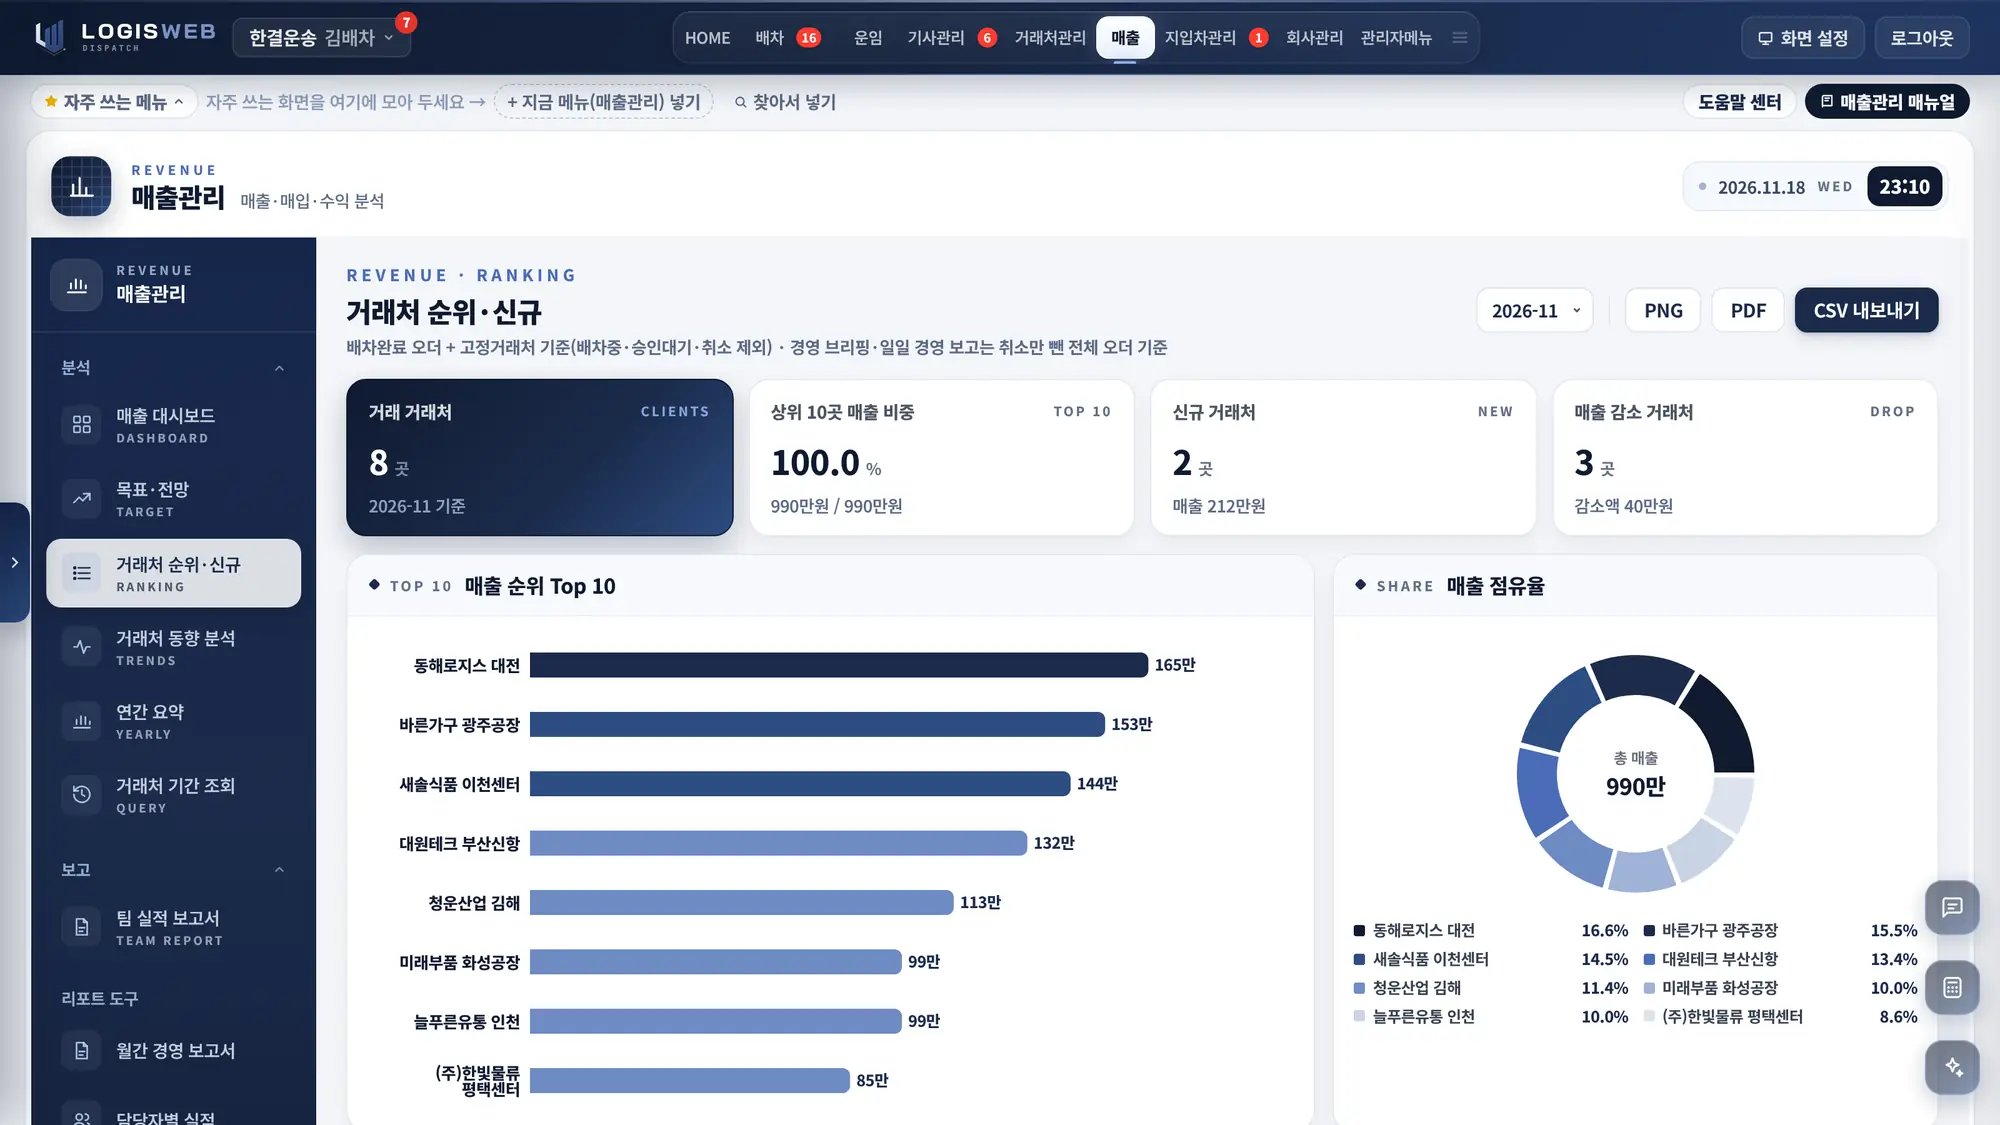 LOGISWEB
DISPATCH
한결운송 김배차
7
HOME
배차 16
운임
기사관리 6
거래처관리
매출
지입차관리 1
회사관리
관리자메뉴
화면 설정
로그아웃
자주 쓰는 메뉴
자주 쓰는 화면을 여기에 모아 두세요 →
+ 지금 메뉴(매출관리) 넣기
찾아서 넣기
도움말 센터
매출관리 매뉴얼
REVENUE
매출관리 매출·매입·수익 분석
2026.11.18 WED 23:10
REVENUE
매출관리
분석
매출 대시보드
DASHBOARD
목표·전망
TARGET
거래처 순위·신규
RANKING
거래처 동향 분석
TRENDS
연간 요약
YEARLY
거래처 기간 조회
QUERY
보고
팀 실적 보고서
TEAM REPORT
리포트 도구
월간 경영 보고서
담당자별 실적
REVENUE · RANKING
거래처 순위·신규
배차완료 오더 + 고정거래처 기준(배차중·승인대기·취소 제외) · 경영 브리핑·일일 경영 보고는 취소만 뺀 전체 오더 기준
2026-11
PNG
PDF
CSV 내보내기
거래 거래처 CLIENTS
8 곳
2026-11 기준
상위 10곳 매출 비중 TOP 10
100.0 %
990만원 / 990만원
신규 거래처 NEW
2 곳
매출 212만원
매출 감소 거래처 DROP
3 곳
감소액 40만원
TOP 10 매출 순위 Top 10
동해로지스 대전 165만
바른가구 광주공장 153만
새솔식품 이천센터 144만
대원테크 부산신항 132만
청운산업 김해 113만
미래부품 화성공장 99만
늘푸른유통 인천 99만
(주)한빛물류
평택센터 85만
SHARE 매출 점유율
총 매출
990만
동해로지스 대전 16.6% 바른가구 광주공장 15.5%
새솔식품 이천센터 14.5% 대원테크 부산신항 13.4%
청운산업 김해 11.4% 미래부품 화성공장 10.0%
늘푸른유통 인천 10.0% (주)한빛물류 평택센터 8.6%